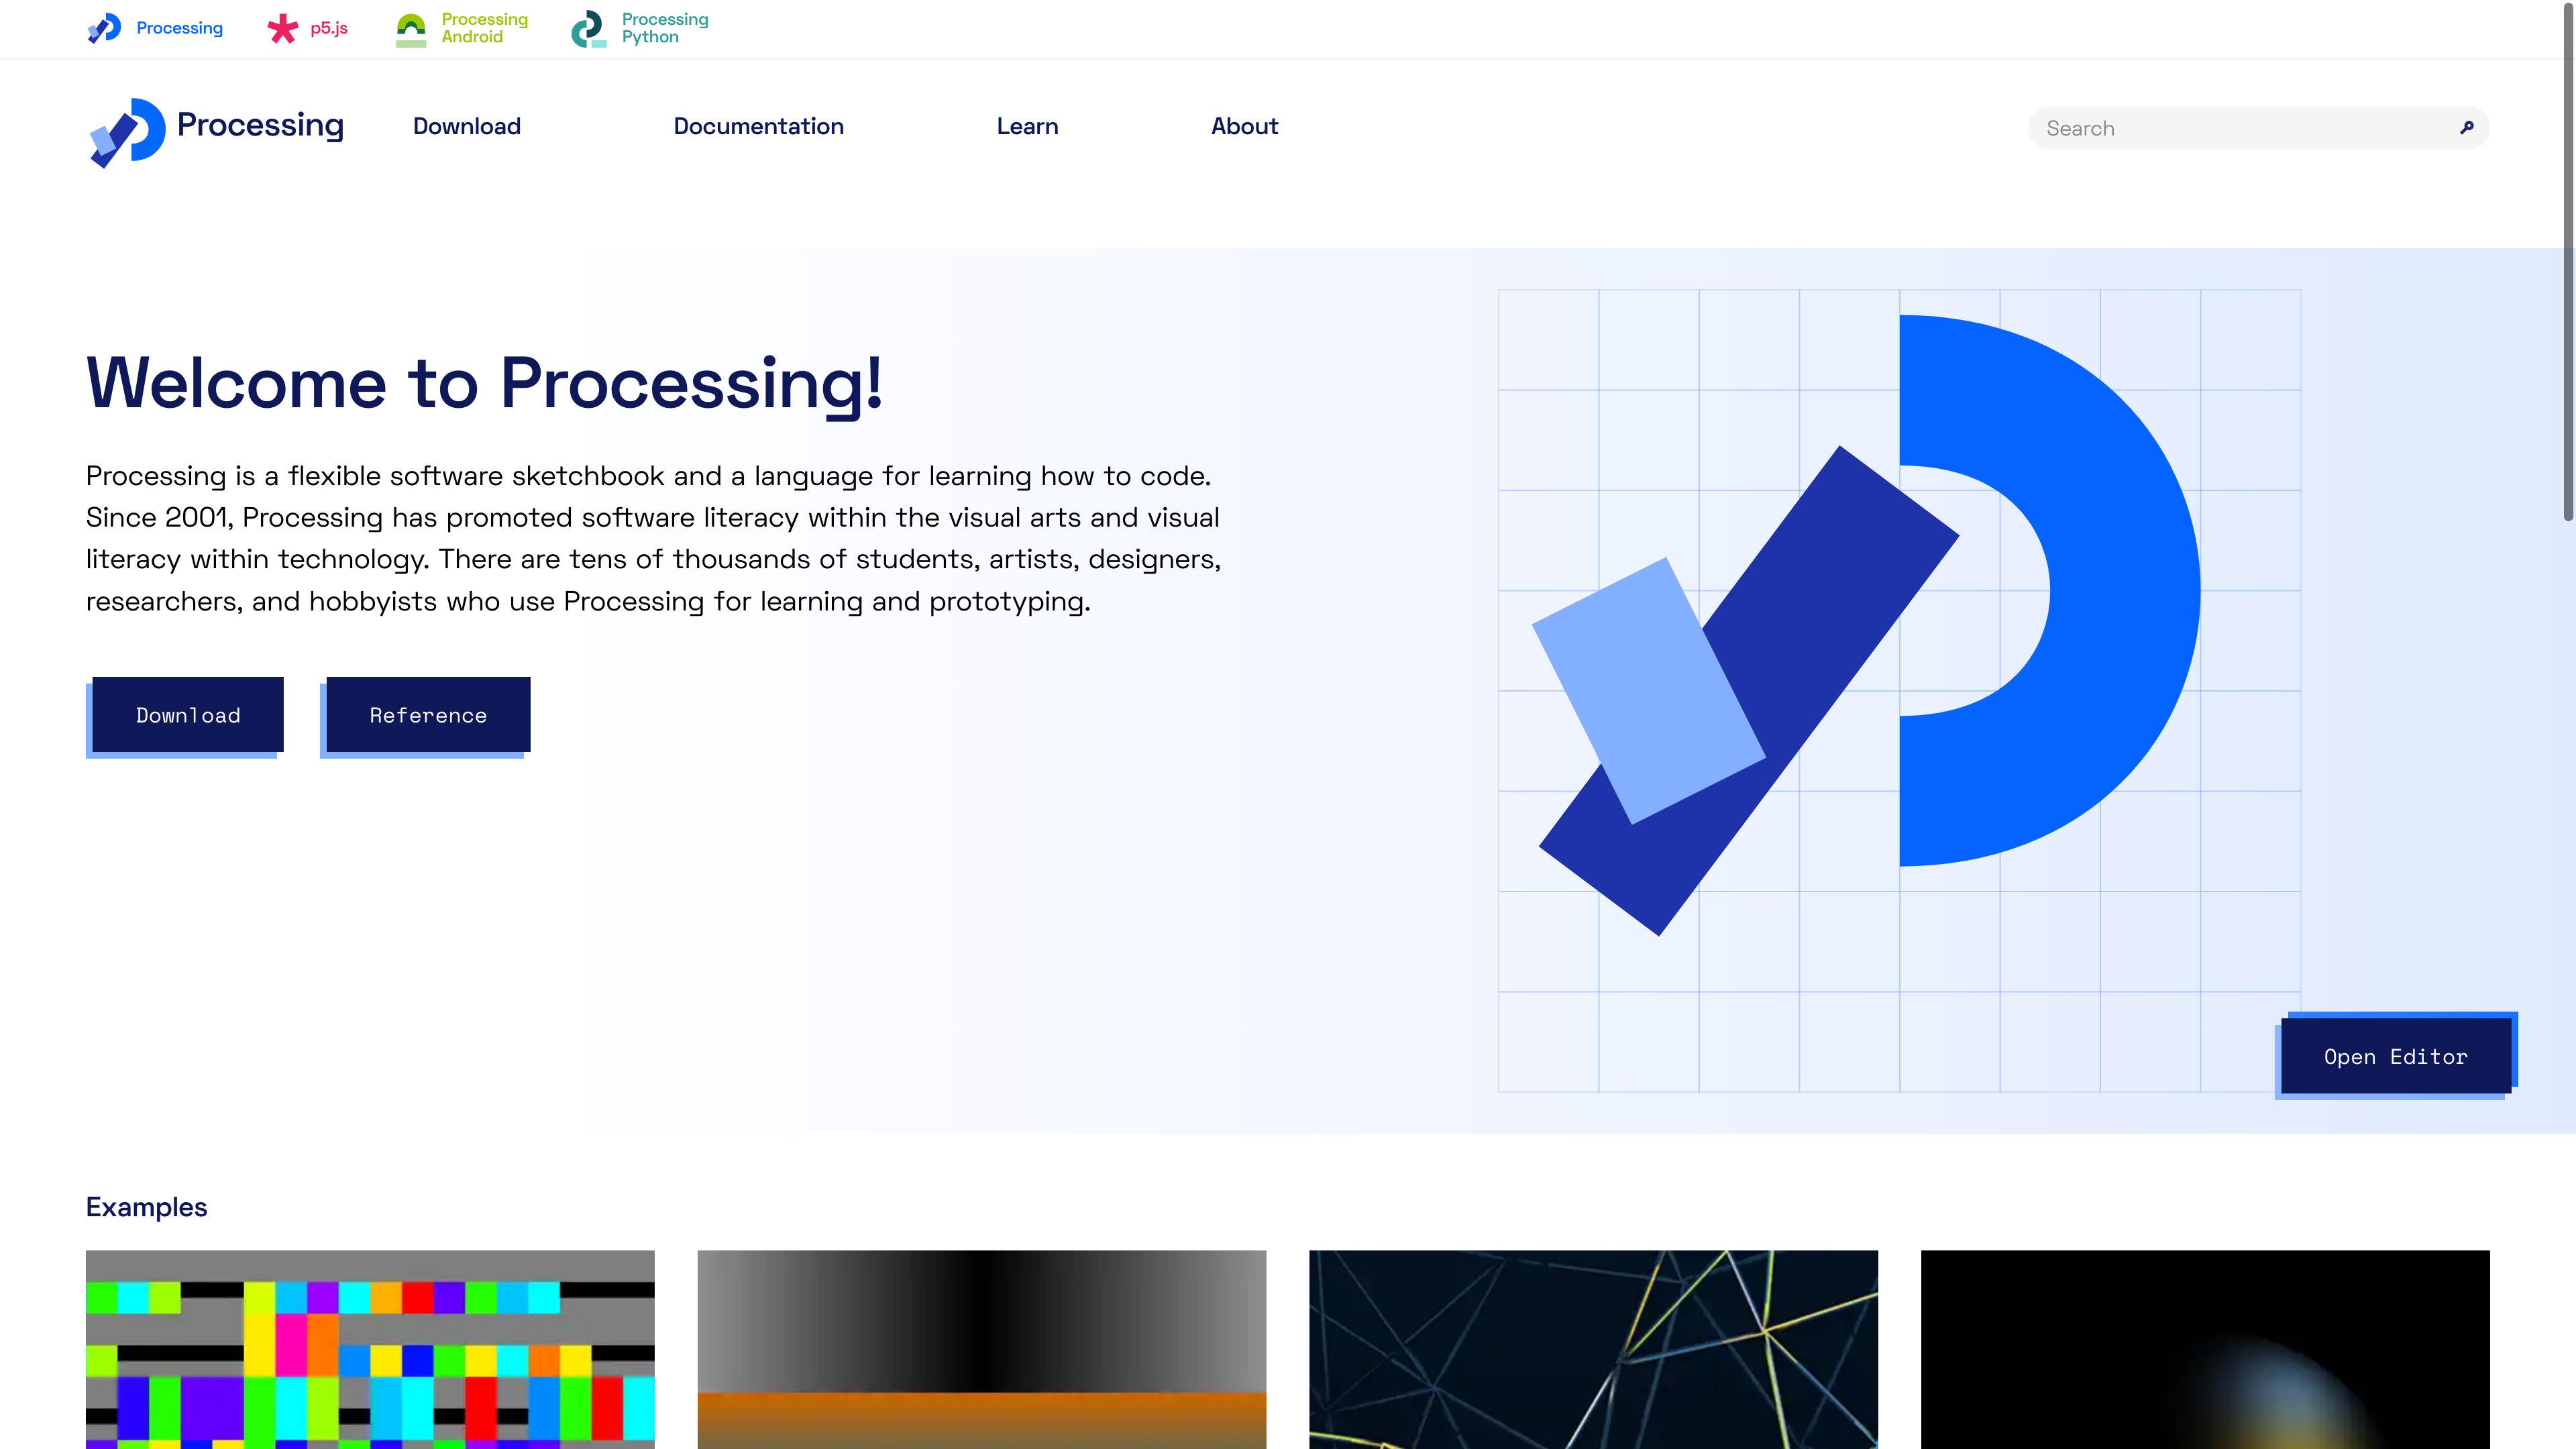 Processing
p5.js
Processing
Android
Processing
Python
Processing
Download
Documentation
Learn
About
Search
Welcome to Processing!
Processing is a flexible software sketchbook and a language for learning how to code.
Since 2001, Processing has promoted software literacy within the visual arts and visual
literacy within technology. There are tens of thousands of students, artists, designers,
researchers, and hobbyists who use Processing for learning and prototyping.
Download
Reference
Open Editor
Examples